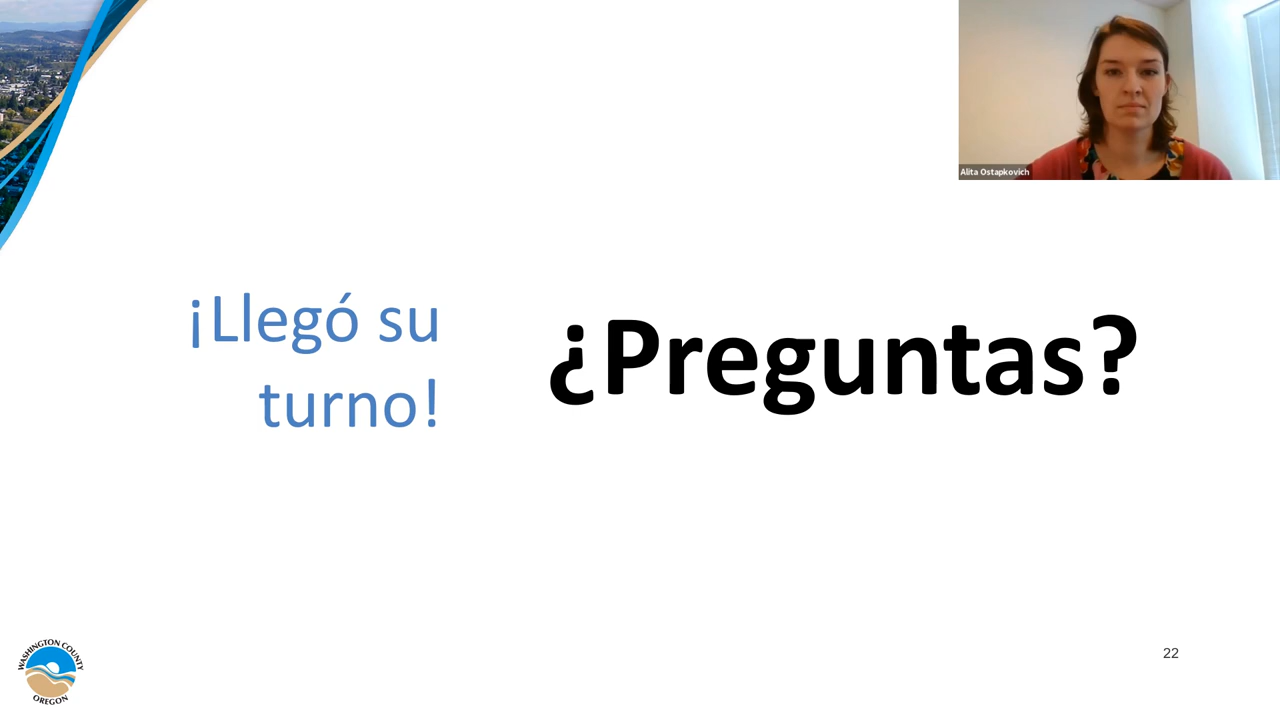 Alita Ostapkovich
¡Llegó su
turno!
¿Preguntas?
WASHINGTON COUNTY
OREGON
22